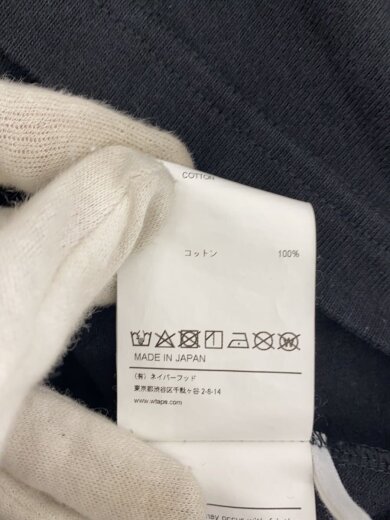 COTTON
コットン 100%
MADE IN JAPAN
(有) ネイバーフッド
東京都渋谷区千駄ヶ谷 2-8-14
www.wtaps.com